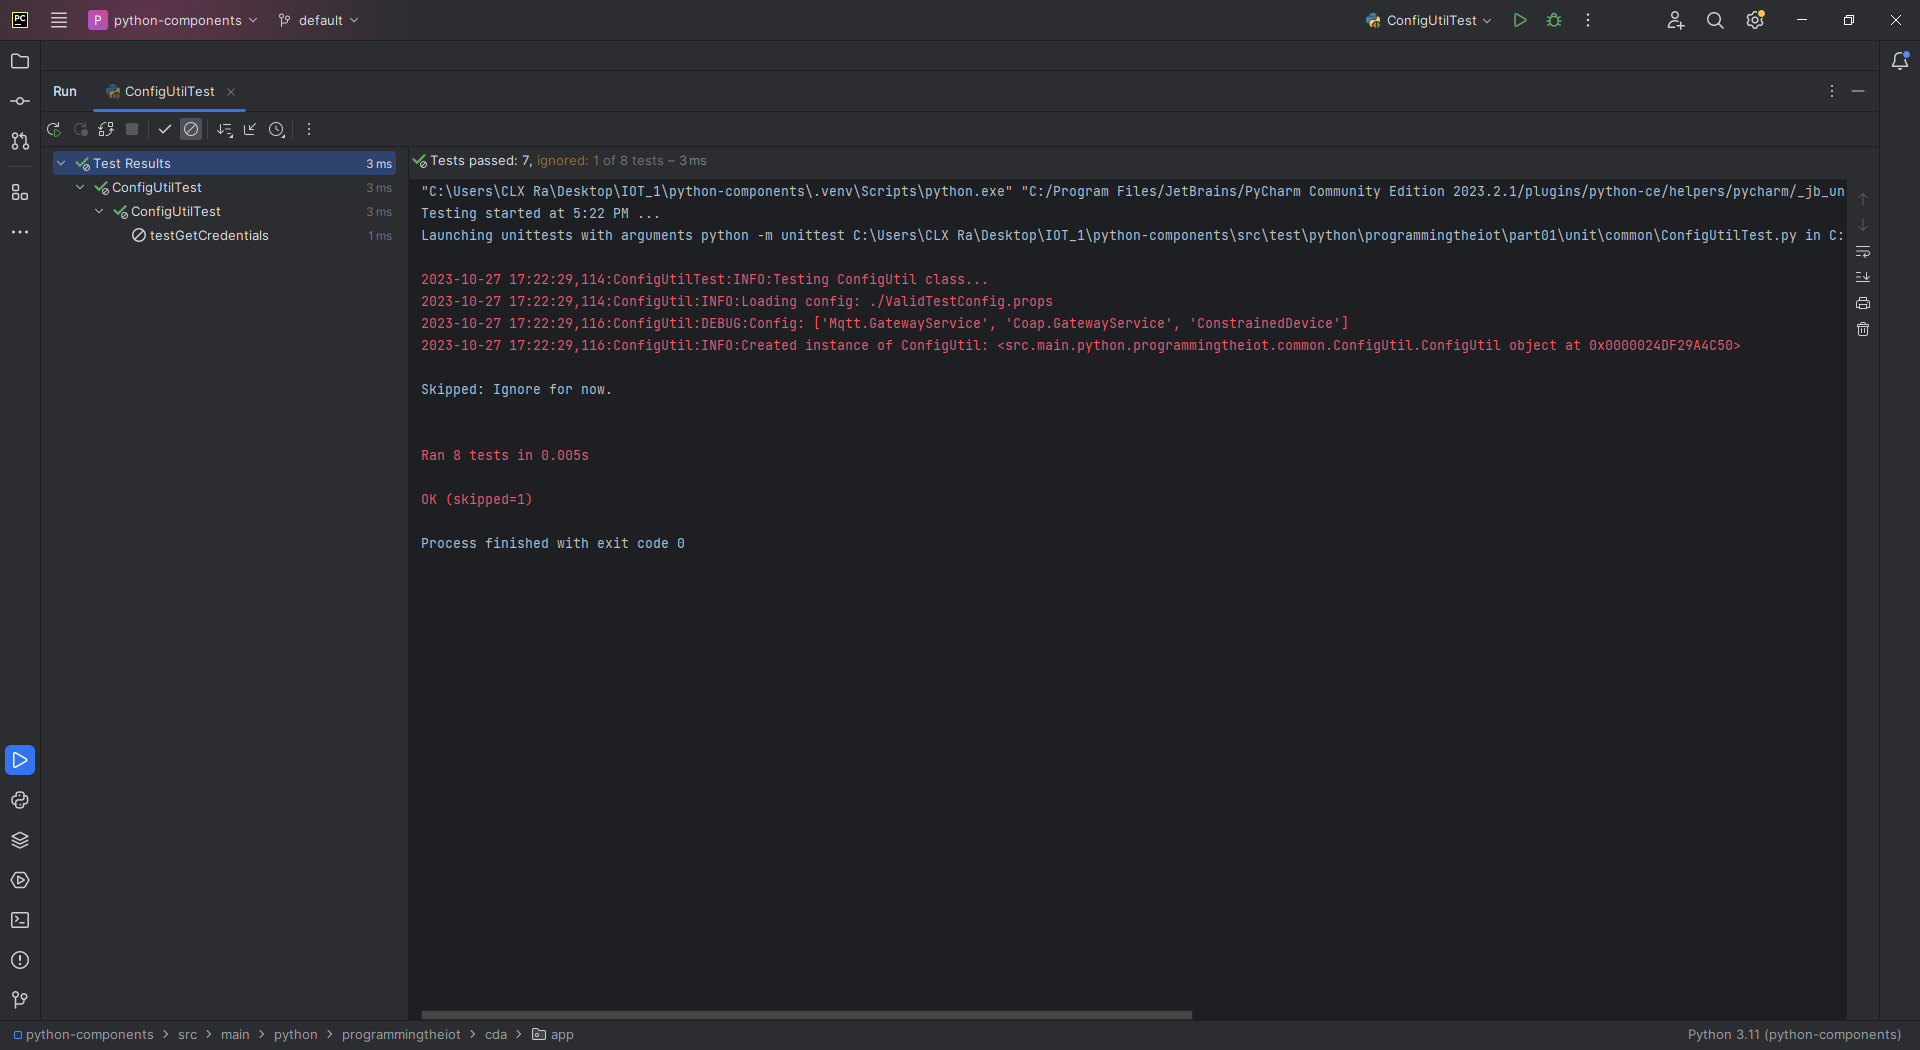 PC
P python-components
default
ConfigUtilTest
Run
ConfigUtilTest
Test Results 3 ms
ConfigUtilTest 3 ms
ConfigUtilTest 3 ms
testGetCredentials 1 ms
Tests passed: 7, ignored: 1 of 8 tests – 3 ms
"C:\Users\CLX Ra\Desktop\IOT_1\python-components\.venv\Scripts\python.exe" "C:/Program Files/JetBrains/PyCharm Community Edition 2023.2.1/plugins/python-ce/helpers/pycharm/_jb_un
Testing started at 5:22 PM ...
Launching unittests with arguments python -m unittest C:\Users\CLX Ra\Desktop\IOT_1\python-components\src\test\python\programmingtheiot\part01\unit\common\ConfigUtilTest.py in C:
2023-10-27 17:22:29,114:ConfigUtilTest:INFO:Testing ConfigUtil class...
2023-10-27 17:22:29,114:ConfigUtil:INFO:Loading config: ./ValidTestConfig.props
2023-10-27 17:22:29,116:ConfigUtil:DEBUG:Config: ['Mqtt.GatewayService', 'Coap.GatewayService', 'ConstrainedDevice']
2023-10-27 17:22:29,116:ConfigUtil:INFO:Created instance of ConfigUtil: <src.main.python.programmingtheiot.common.ConfigUtil.ConfigUtil object at 0x0000024DF29A4C50>
Skipped: Ignore for now.
Ran 8 tests in 0.005s
OK (skipped=1)
Process finished with exit code 0
python-components > src > main > python > programmingtheiot > cda > app
Python 3.11 (python-components)